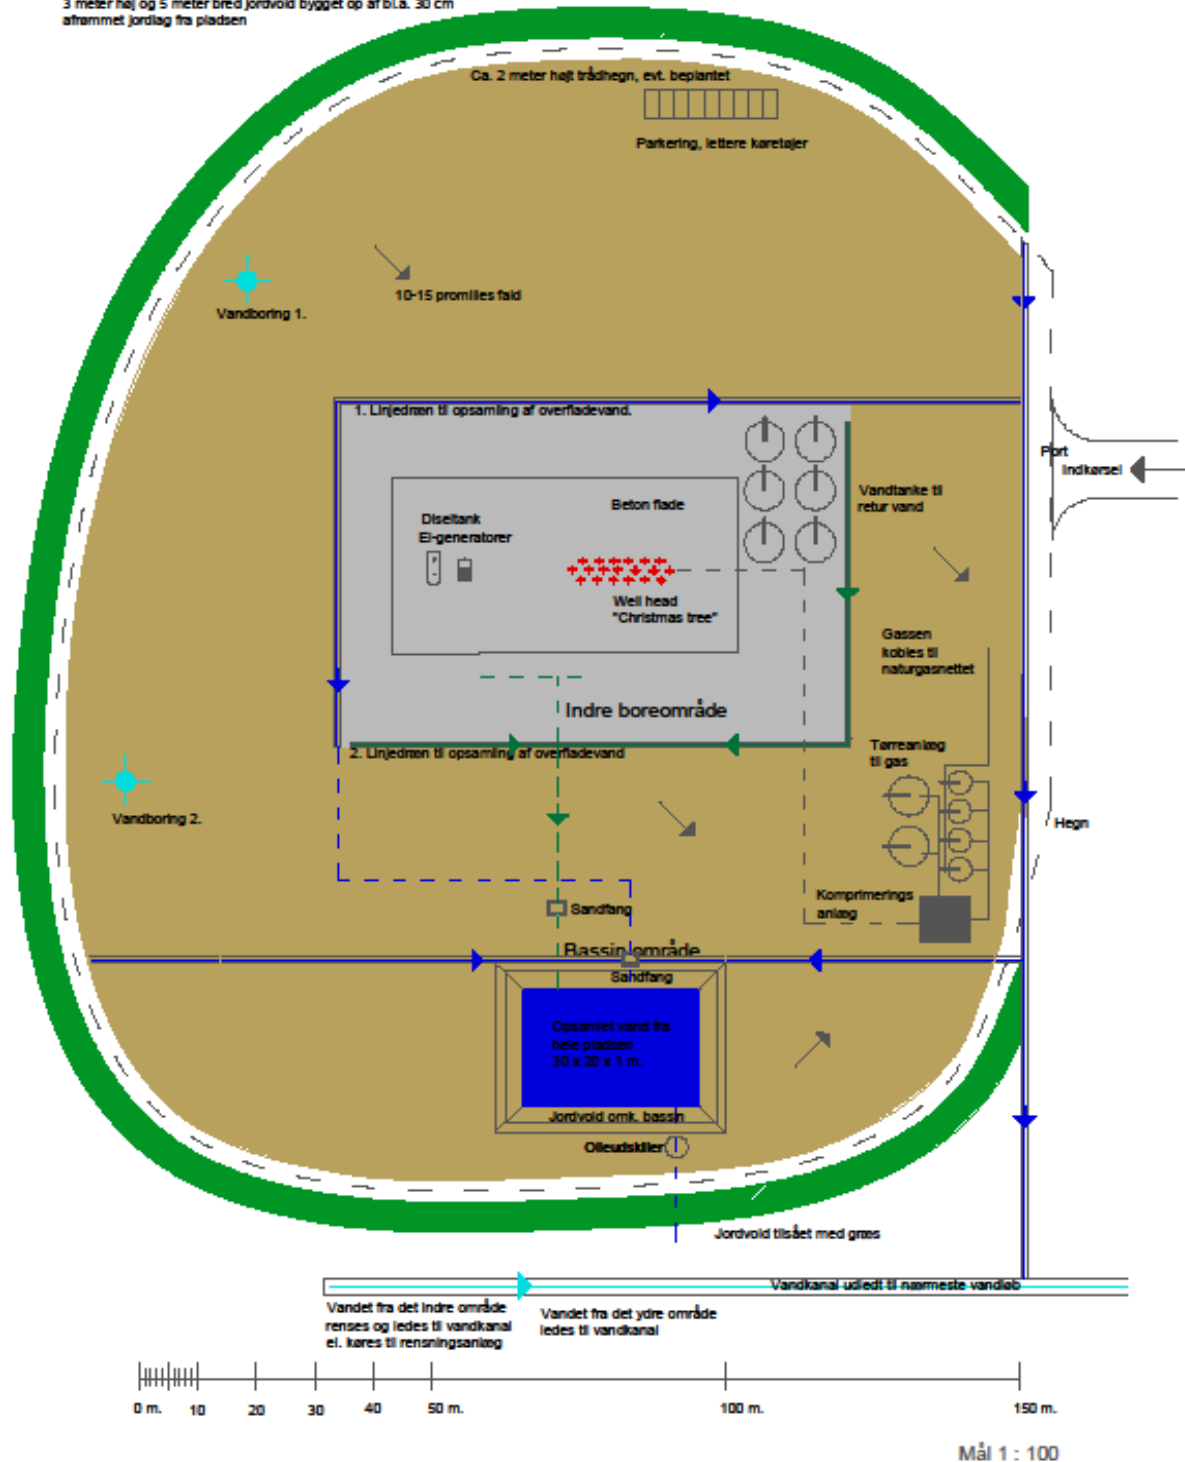 3 meter høj og 5 meter bred jordvold bygget op af bl.a. 30 cm
afrømmet jordlag fra pladsen
Ca. 2 meter højt trådhegn, evt. beplantet
Parkering, lettere køretøjer
10-15 promilles fald
Vandboring 1.
1. Linjedræn til opsamling af overfladevand.
Port
Indkørsel
Vandtanke til
retur vand
Beton flade
Diseltank
El-generatorer
Well head
"Christmas tree"
Gassen
kobles til
naturgasnettet
Indre boreområde
2. Linjedræn til opsamling af overfladevand
Tørreanlæg
til gas
Vandboring 2.
Hegn
Komprimerings
anlæg
Sandfang
Bassin område
Sandfang
Opsamlet vand fra
hele pladsen
30 x 20 x 1 m.
Jordvold omk. bassin
Olieudskiller
Jordvold tilsået med græs
Vandkanal udledt til nærmeste vandløb
Vandet fra det indre område
renses og ledes til vandkanal
el. køres til rensningsanlæg
Vandet fra det ydre område
ledes til vandkanal
0 m. 10 20 30 40 50 m. 100 m. 150 m.
Mål 1 : 100